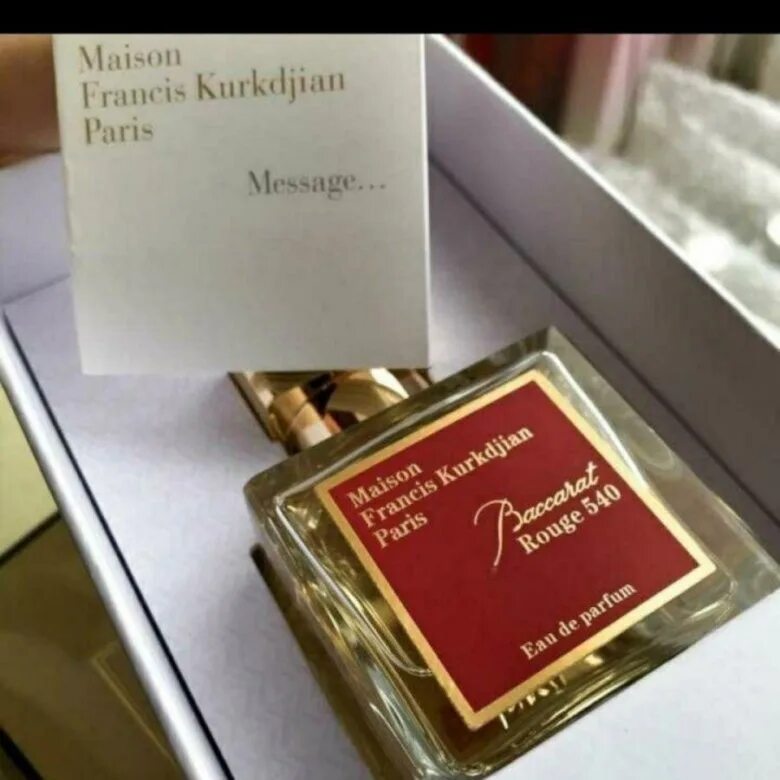 Maison
Francis Kurkdjian
Paris
Message...
Maison
Francis Kurkdjian
Paris
Baccarat
Rouge 540
Eau de parfum